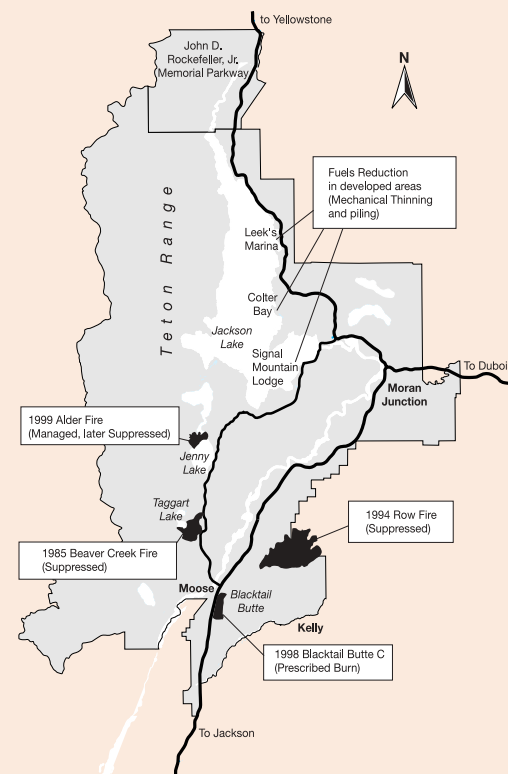 to Yellowstone
John D.
Rockefeller, Jr.
Memorial Parkway
N
Fuels Reduction
in developed areas
(Mechanical Thinning
and piling)
Teton Range
Leek's
Marina
Colter
Bay
Jackson
Lake
Signal
Mountain
Lodge
To Duboi
Moran
Junction
1999 Alder Fire
(Managed, later Suppressed)
Jenny
Lake
Taggart
Lake
1994 Row Fire
(Suppressed)
1985 Beaver Creek Fire
(Suppressed)
Moose
Blacktail
Butte
Kelly
1998 Blacktail Butte C
(Prescribed Burn)
To Jackson